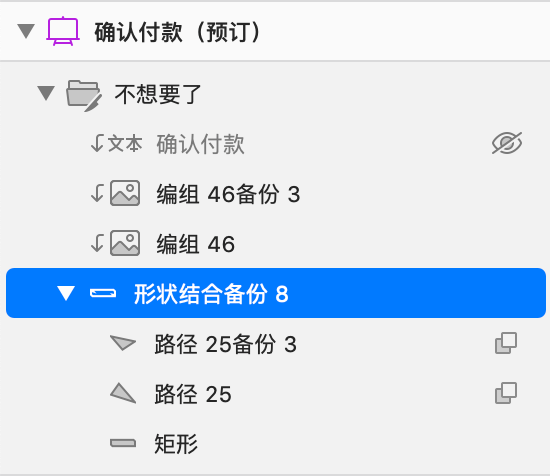 确认付款（预订）
不想要了
文本 确认付款
编组 46备份 3
编组 46
形状结合备份 8
路径 25备份 3
路径 25
矩形